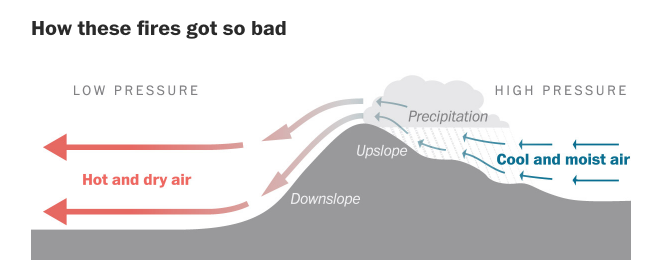 How these fires got so bad
LOW PRESSURE
HIGH PRESSURE
Precipitation
Upslope
Cool and moist air
Hot and dry air
Downslope